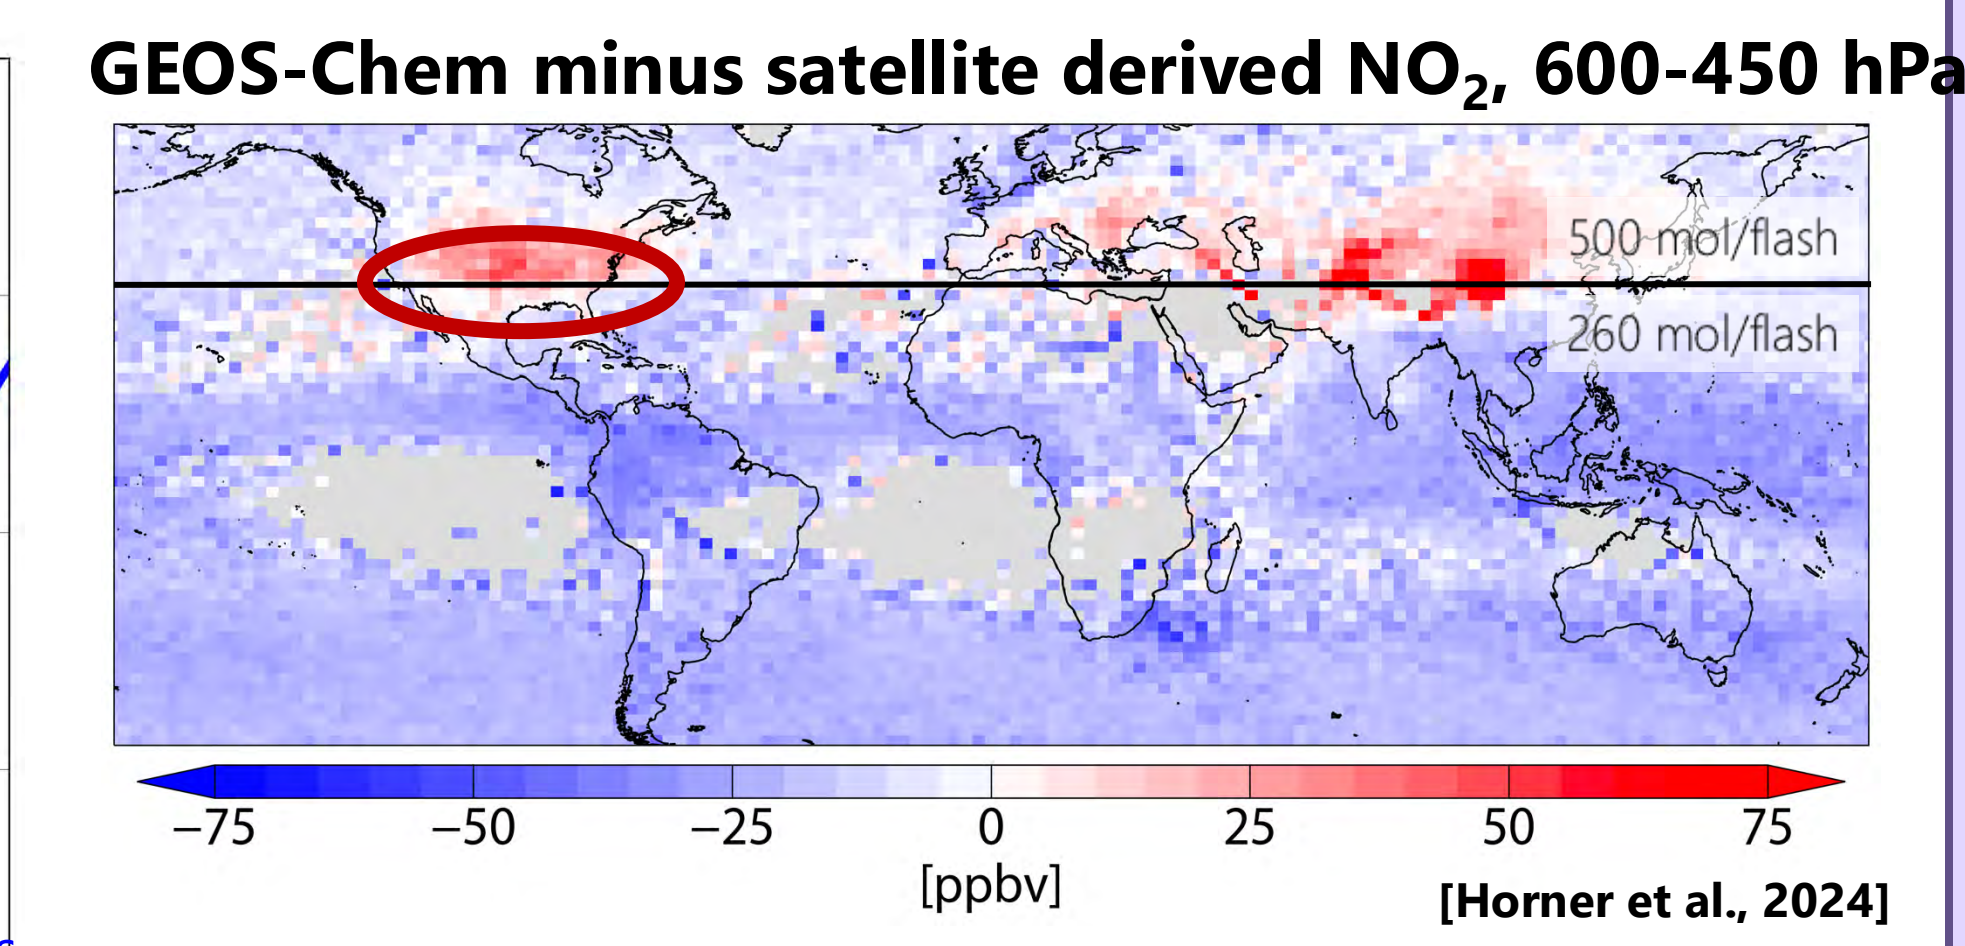 GEOS-Chem minus satellite derived NO₂, 600-450 hPa
500 mol/flash
260 mol/flash
−75 −50 −25 0 25 50 75
[ppbv]
[Horner et al., 2024]